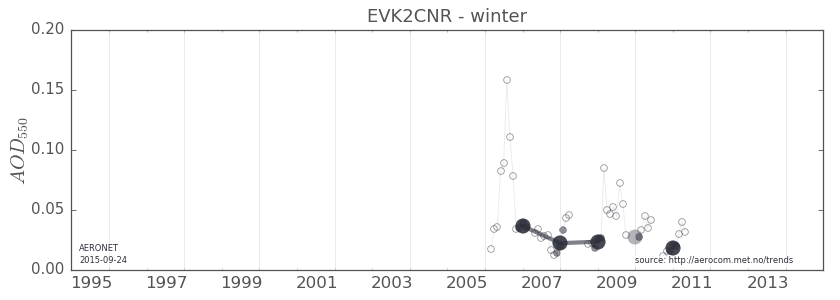 EVK2CNR - winter
0.20
0.15
0.10
0.05
0.00
AOD550
AERONET
2015-09-24
source: http://aerocom.met.no/trends
1995 1997 1999 2001 2003 2005 2007 2009 2011 2013